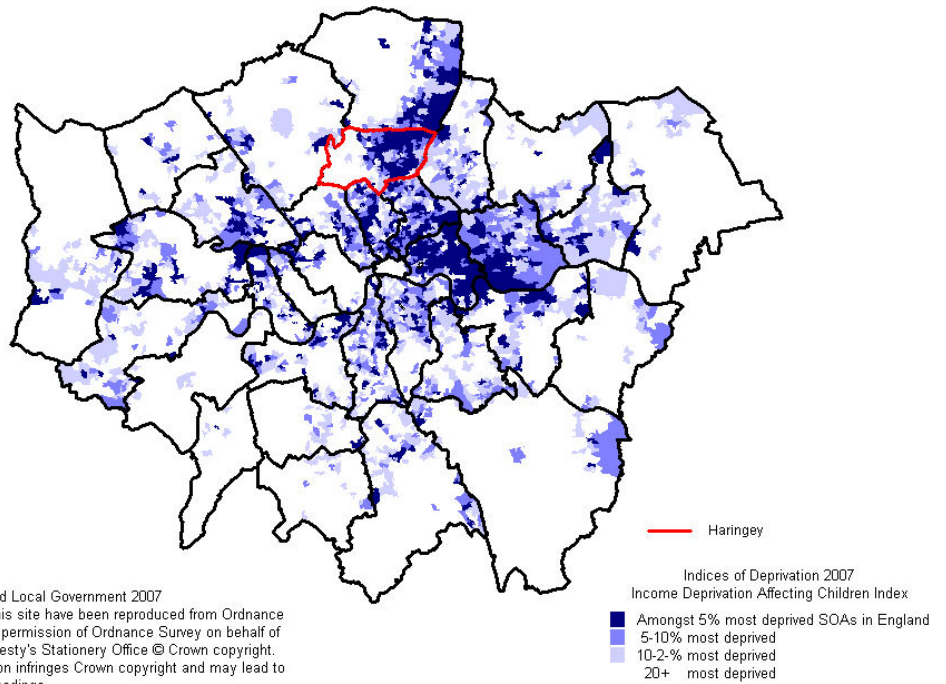 Haringey
Indices of Deprivation 2007
Income Deprivation Affecting Children Index
Amongst 5% most deprived SOAs in England
5-10% most deprived
10-2-% most deprived
20+ most deprived
d Local Government 2007
his site have been reproduced from Ordnance
permission of Ordnance Survey on behalf of
esty's Stationery Office © Crown copyright.
on infringes Crown copyright and may lead to